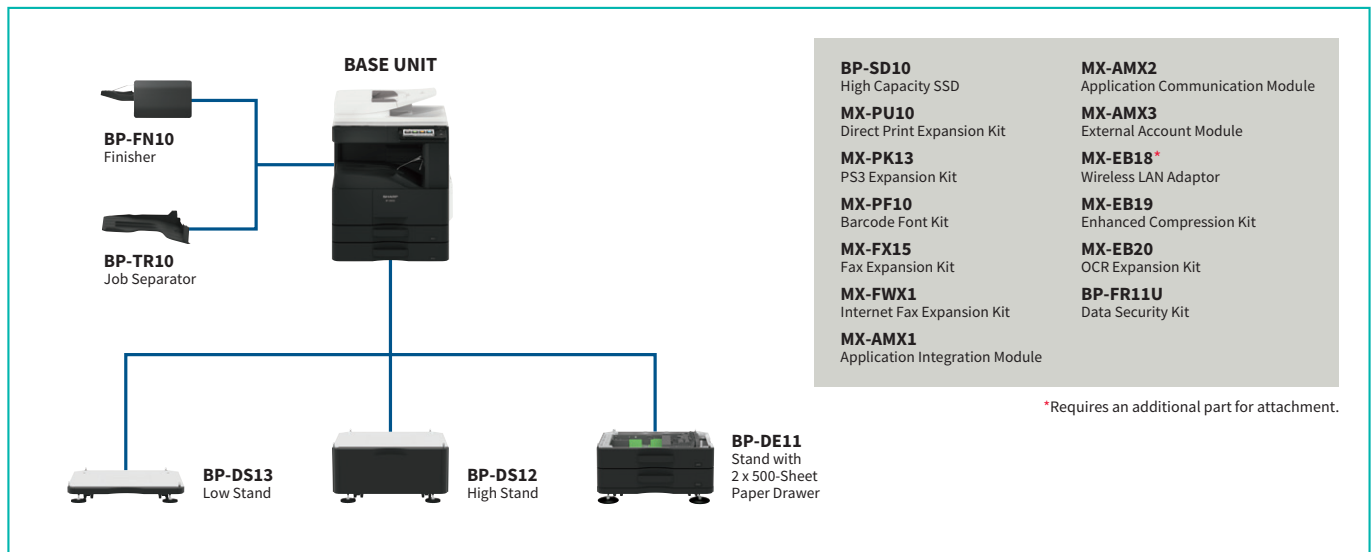 BASE UNIT
BP-FN10
Finisher
BP-TR10
Job Separator
BP-DS13
Low Stand
BP-DS12
High Stand
BP-DE11
Stand with
2 x 500-Sheet
Paper Drawer
BP-SD10
High Capacity SSD
MX-PU10
Direct Print Expansion Kit
MX-PK13
PS3 Expansion Kit
MX-PF10
Barcode Font Kit
MX-FX15
Fax Expansion Kit
MX-FWX1
Internet Fax Expansion Kit
MX-AMX1
Application Integration Module
MX-AMX2
Application Communication Module
MX-AMX3
External Account Module
MX-EB18*
Wireless LAN Adaptor
MX-EB19
Enhanced Compression Kit
MX-EB20
OCR Expansion Kit
BP-FR11U
Data Security Kit
*Requires an additional part for attachment.